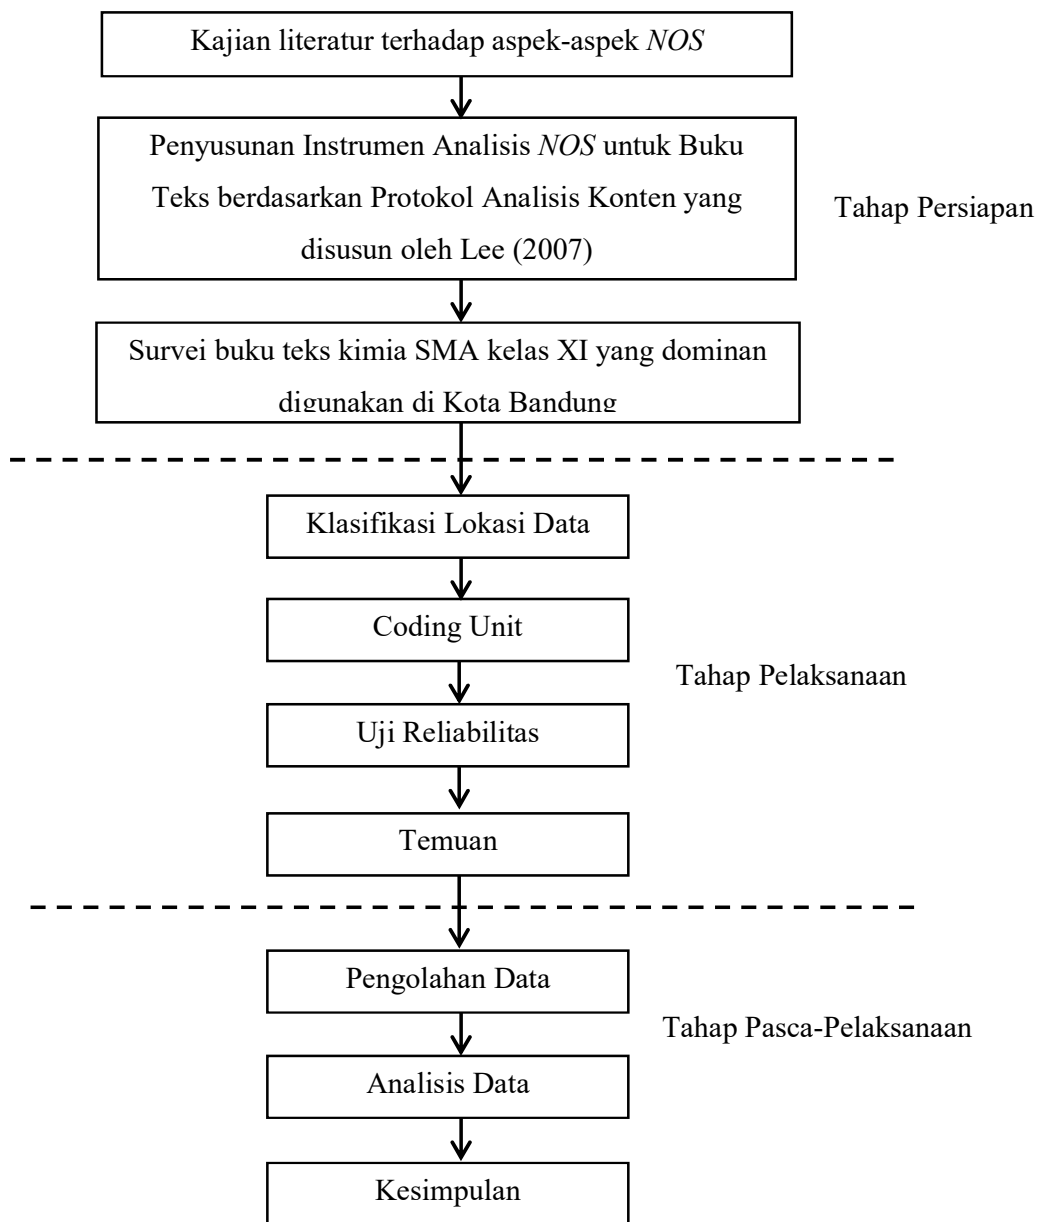 Kajian literatur terhadap aspek-aspek NOS
Penyusunan Instrumen Analisis NOS untuk Buku
Teks berdasarkan Protokol Analisis Konten yang
disusun oleh Lee (2007)
Tahap Persiapan
Survei buku teks kimia SMA kelas XI yang dominan
digunakan di Kota Bandung
Klasifikasi Lokasi Data
Coding Unit
Tahap Pelaksanaan
Uji Reliabilitas
Temuan
Pengolahan Data
Tahap Pasca-Pelaksanaan
Analisis Data
Kesimpulan